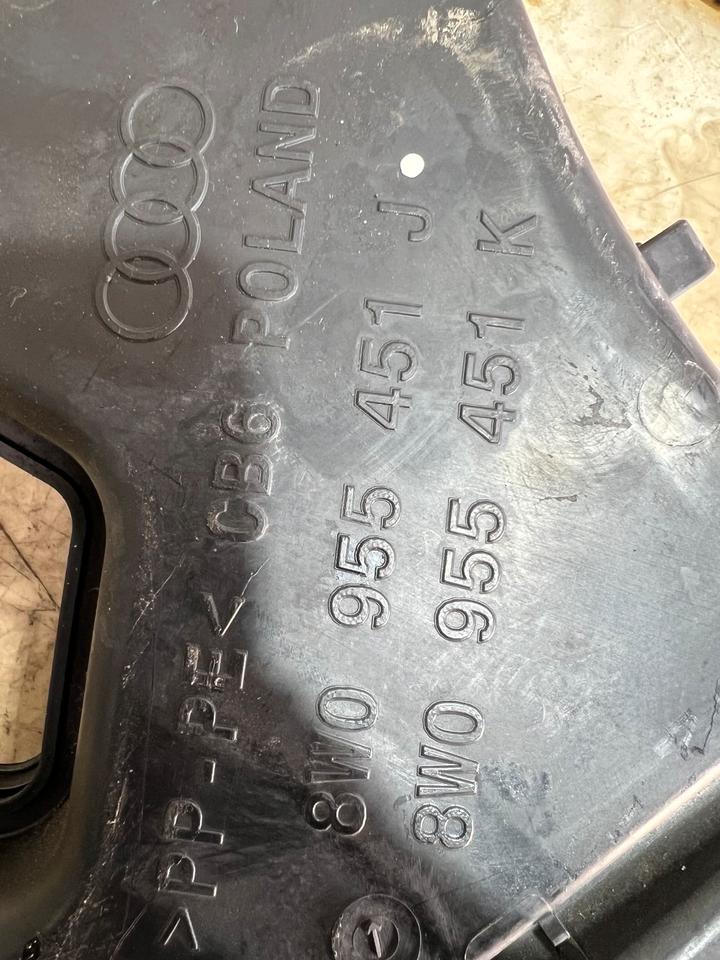 >PP-PE< CB6 POLAND
8W0 955 451 J
8W0 955 451 K